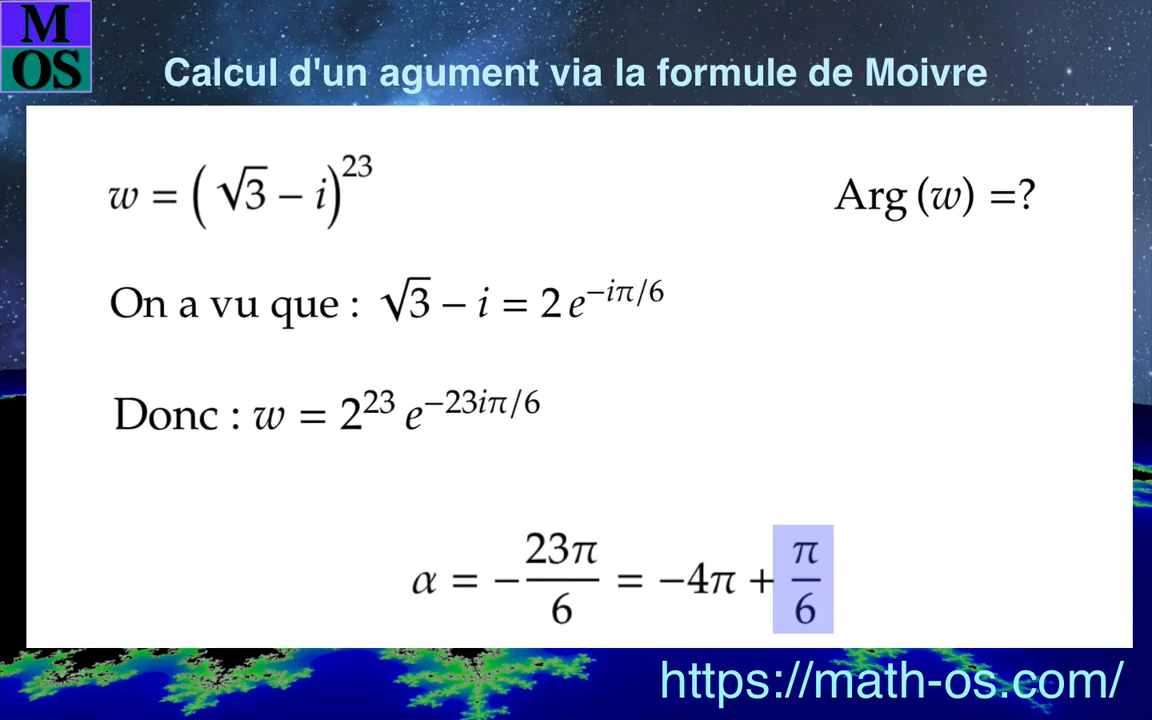 M
OS
Calcul d'un agument via la formule de Moivre
w = (√3 − i)^23    Arg (w) =?
On a vu que : √3 − i = 2 e^{−iπ/6}
Donc : w = 2^23 e^{−23iπ/6}
α = −23π/6 = −4π + π/6
https://math-os.com/